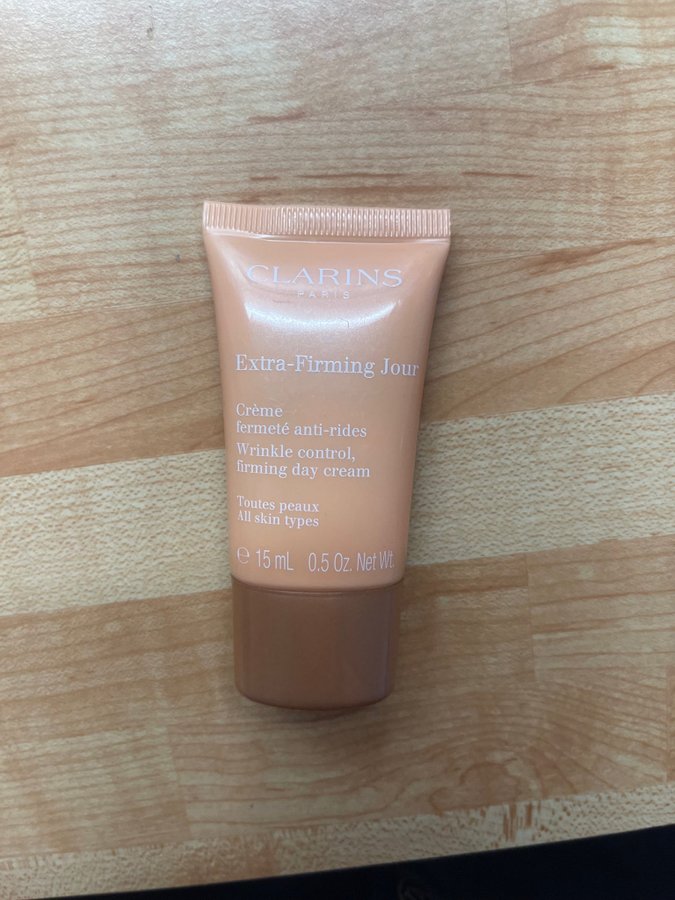 CLARINS
PARIS
Extra-Firming Jour
Crème
fermeté anti-rides
Wrinkle control,
firming day cream
Toutes peaux
All skin types
℮ 15 mL 0.5 Oz. Net Wt.